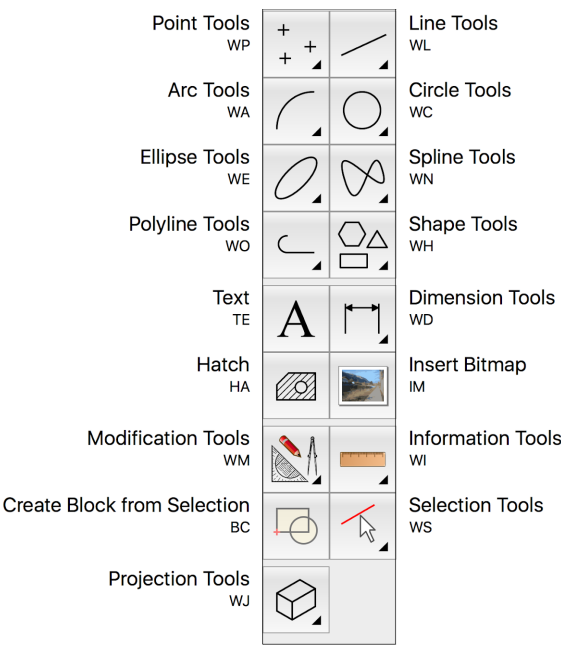 Point Tools
WP
Line Tools
WL
Arc Tools
WA
Circle Tools
WC
Ellipse Tools
WE
Spline Tools
WN
Polyline Tools
WO
Shape Tools
WH
Text
TE
A
Dimension Tools
WD
Hatch
HA
Insert Bitmap
IM
Modification Tools
WM
Information Tools
WI
Create Block from Selection
BC
Selection Tools
WS
Projection Tools
WJ